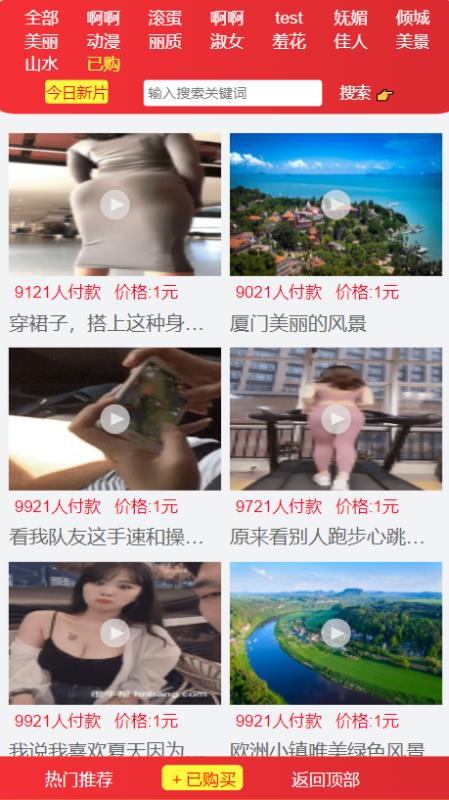 全部 啊啊 滚蛋 啊啊 test 妩媚 倾城
美丽 动漫 丽质 淑女 羞花 佳人 美景
山水 已购
今日新片 输入搜索关键词 搜索
9121人付款 价格:1元 9021人付款 价格:1元
穿裙子，搭上这种身... 厦门美丽的风景
9921人付款 价格:1元 9721人付款 价格:1元
看我队友这手速和操... 原来看别人跑步心跳...
hnbang.com
9921人付款 价格:1元 9921人付款 价格:1元
我说我喜欢夏天因为... 欧洲小镇唯美绿色风景
热门推荐 +已购买 返回顶部